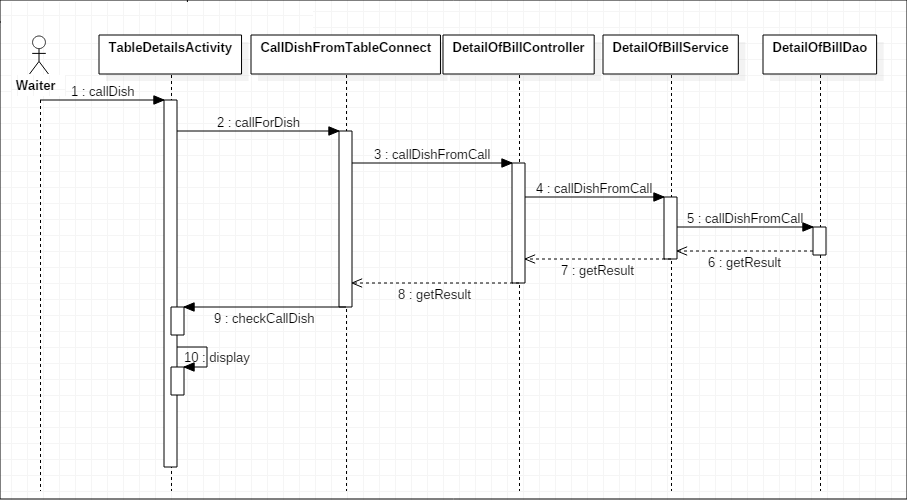 TableDetailsActivity
CallDishFromTableConnect
DetailOfBillController
DetailOfBillService
DetailOfBillDao
Waiter
1 : callDish
2 : callForDish
3 : callDishFromCall
4 : callDishFromCall
5 : callDishFromCall
6 : getResult
7 : getResult
8 : getResult
9 : checkCallDish
10 : display